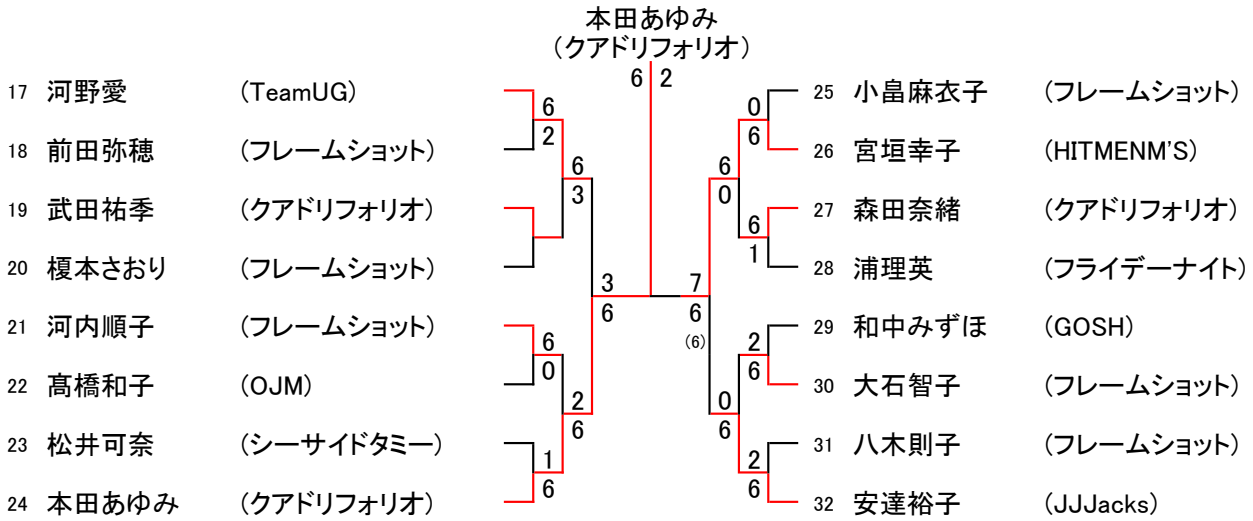 本田あゆみ
(クアドリフォリオ)
6 2
17 河野愛 (TeamUG)
6
2
18 前田弥穂 (フレームショット)
6
3
19 武田祐季 (クアドリフォリオ)
20 榎本さおり (フレームショット)
3
6
21 河内順子 (フレームショット)
6
0
22 髙橋和子 (OJM)
2
6
23 松井可奈 (シーサイドタミー)
1
6
24 本田あゆみ (クアドリフォリオ)
25 小畠麻衣子 (フレームショット)
0
6
26 宮垣幸子 (HITMENM'S)
6
0
27 森田奈緒 (クアドリフォリオ)
6
1
28 浦理英 (フライデーナイト)
7
6
(6)
29 和中みずほ (GOSH)
2
6
30 大石智子 (フレームショット)
0
6
31 八木則子 (フレームショット)
2
6
32 安達裕子 (JJJacks)